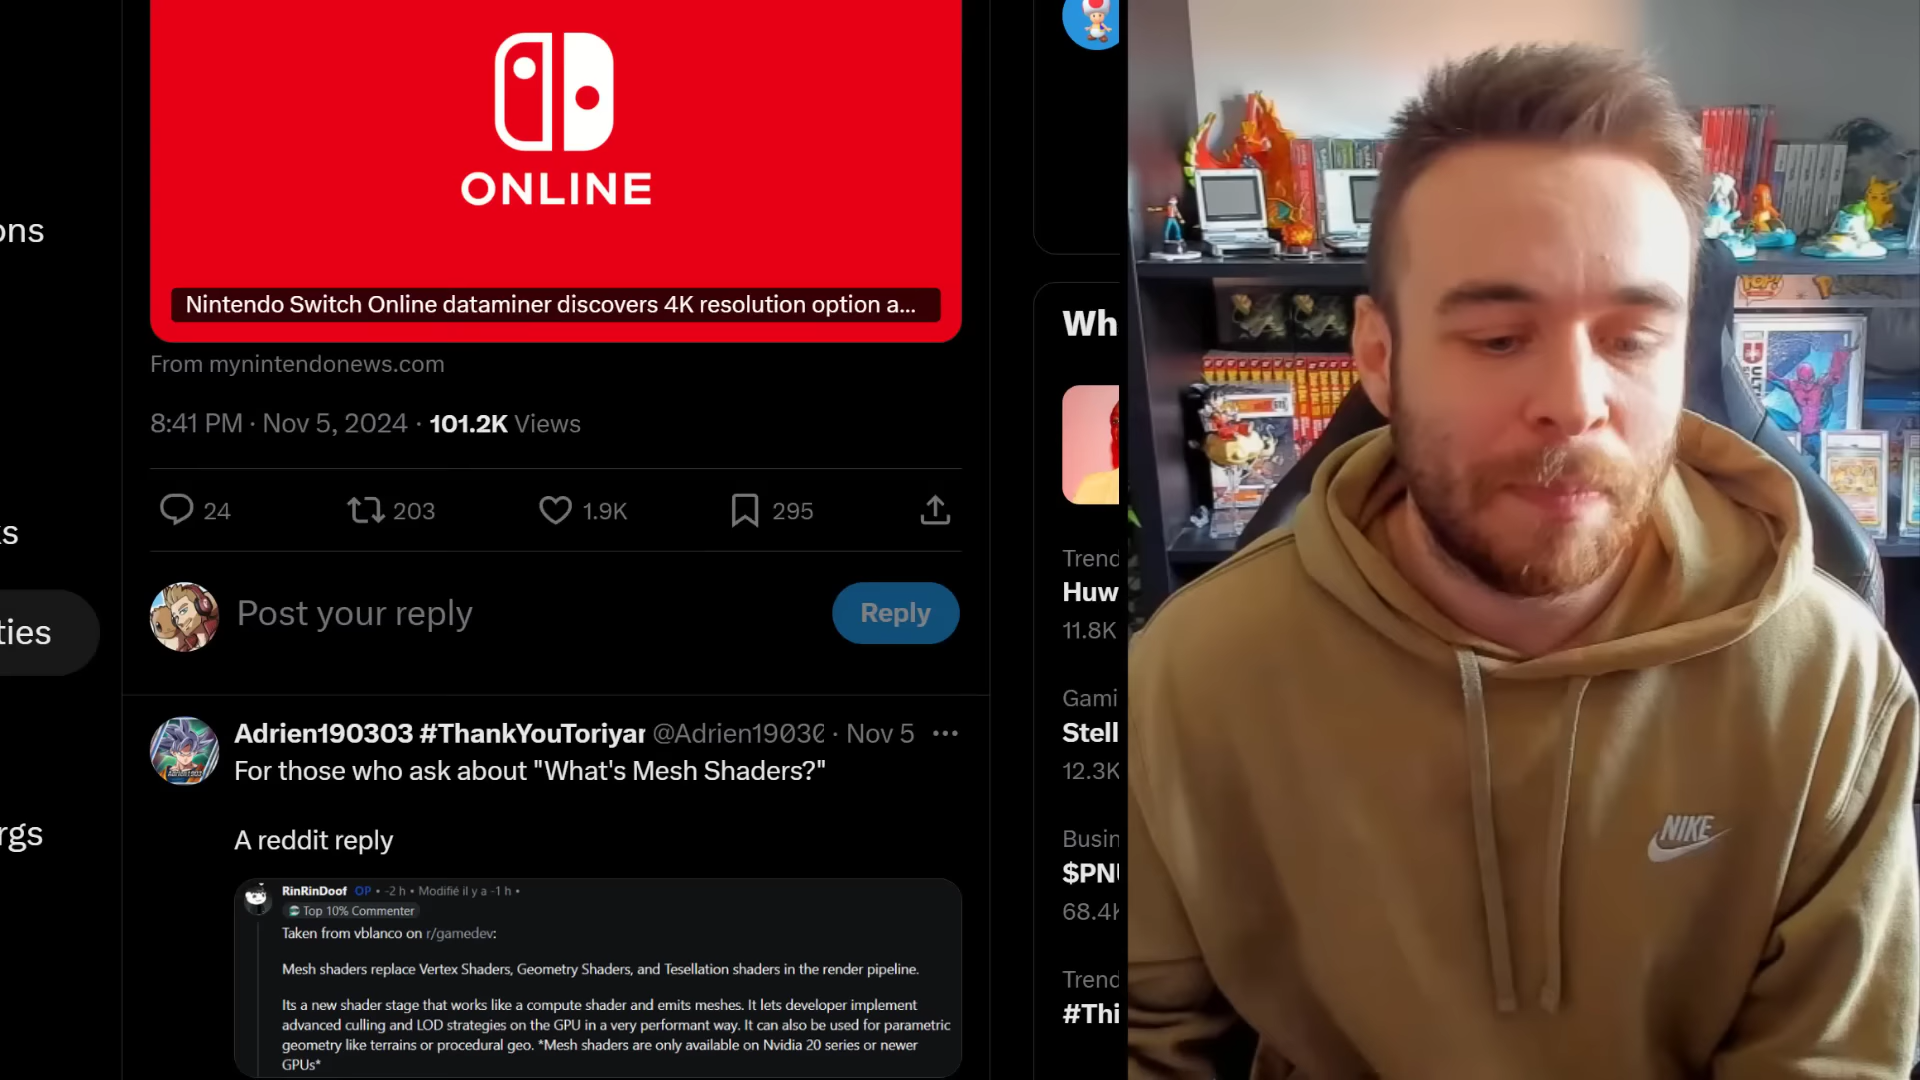 ONLINE
Nintendo Switch Online dataminer discovers 4K resolution option a...
From mynintendonews.com
8:41 PM · Nov 5, 2024 · 101.2K Views
24 203 1.9K 295
Post your reply
Reply
Adrien190303 #ThankYouToriyar @Adrien19030 · Nov 5 ···
For those who ask about "What's Mesh Shaders?"
A reddit reply
RinRinDoof OP • -2 h • Modifié il y a -1 h •
Top 10% Commenter
Taken from vblanco on r/gamedev:
Mesh shaders replace Vertex Shaders, Geometry Shaders, and Tesellation shaders in the render pipeline.
Its a new shader stage that works like a compute shader and emits meshes. It lets developer implement
advanced culling and LOD strategies on the GPU in a very performant way. It can also be used for parametric
geometry like terrains or procedural geo. *Mesh shaders are only available on Nvidia 20 series or newer
GPUs*
ons
ks
ties
rgs
Wh
Trend
Huw
11.8K
Gami
Stell
12.3K
Busin
$PNU
68.4K
Trend
#Thi
POP!
ULT
NIKE